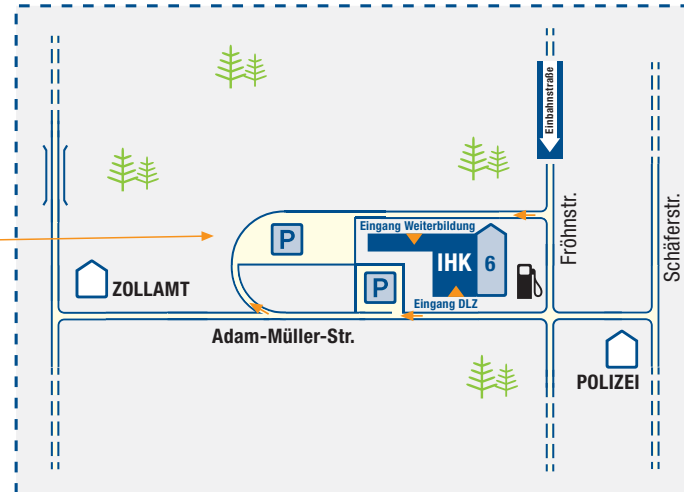 Einbahnstraße
Fröhnstr.
Schäferstr.
P
Eingang Weiterbildung
IHK
6
P
Eingang DLZ
ZOLLAMT
Adam-Müller-Str.
POLIZEI